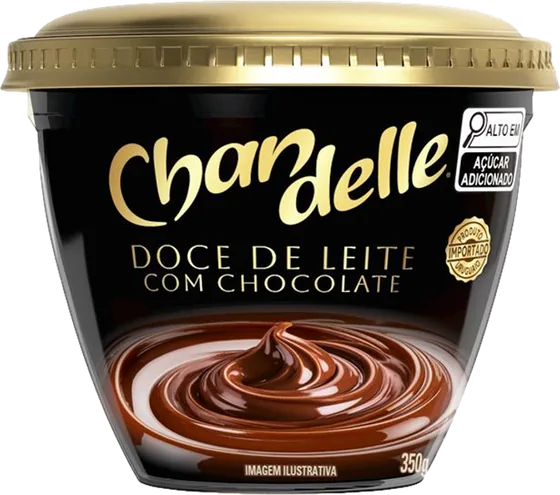 Chandelle
ALTO EM
AÇÚCAR
ADICIONADO
DOCE DE LEITE
COM CHOCOLATE
PRODUTO
IMPORTADO
URUGUAI
IMAGEM ILUSTRATIVA
350g